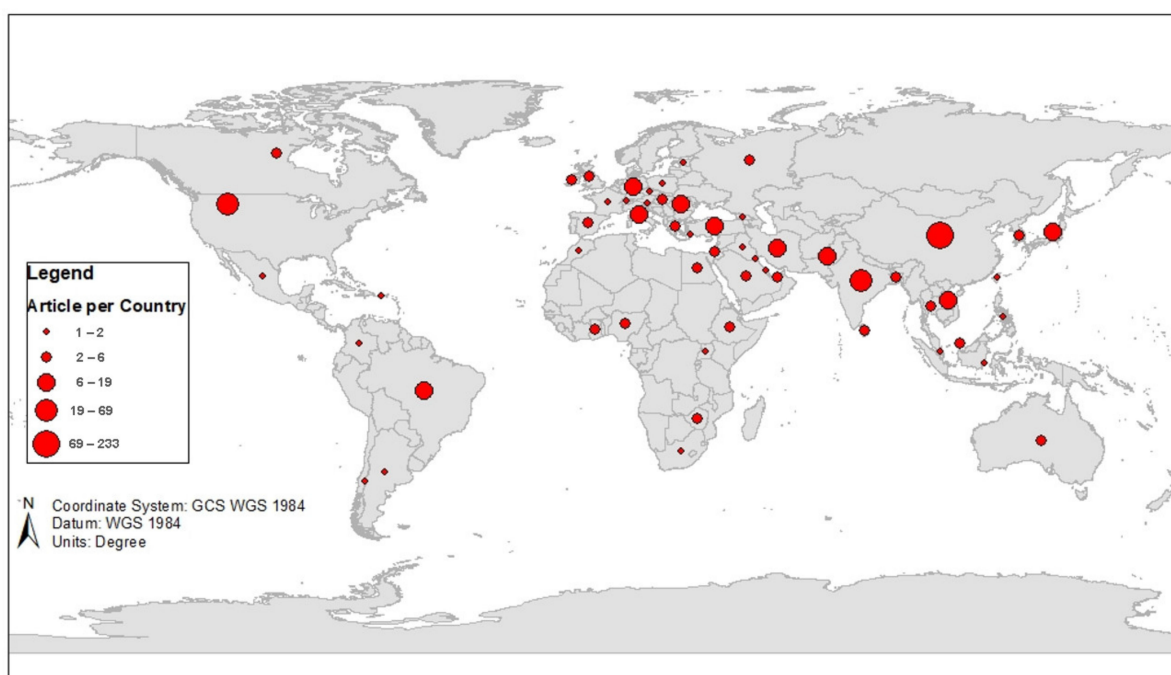 Legend
Article per Country
1 – 2
2 – 6
6 – 19
19 – 69
69 – 233
N
Coordinate System: GCS WGS 1984
Datum: WGS 1984
Units: Degree